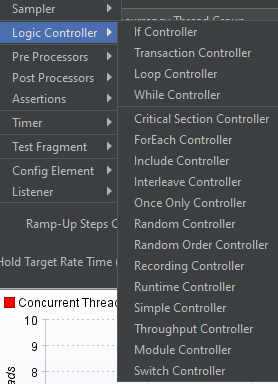 Sampler
Logic Controller
Pre Processors
Post Processors
Assertions
Timer
Test Fragment
Config Element
Listener
If Controller
Transaction Controller
Loop Controller
While Controller
Critical Section Controller
ForEach Controller
Include Controller
Interleave Controller
Once Only Controller
Random Controller
Random Order Controller
Recording Controller
Runtime Controller
Simple Controller
Throughput Controller
Module Controller
Switch Controller
Thread Group
Ramp-Up Steps
Hold Target Rate Time (
Concurrent
10
9
8